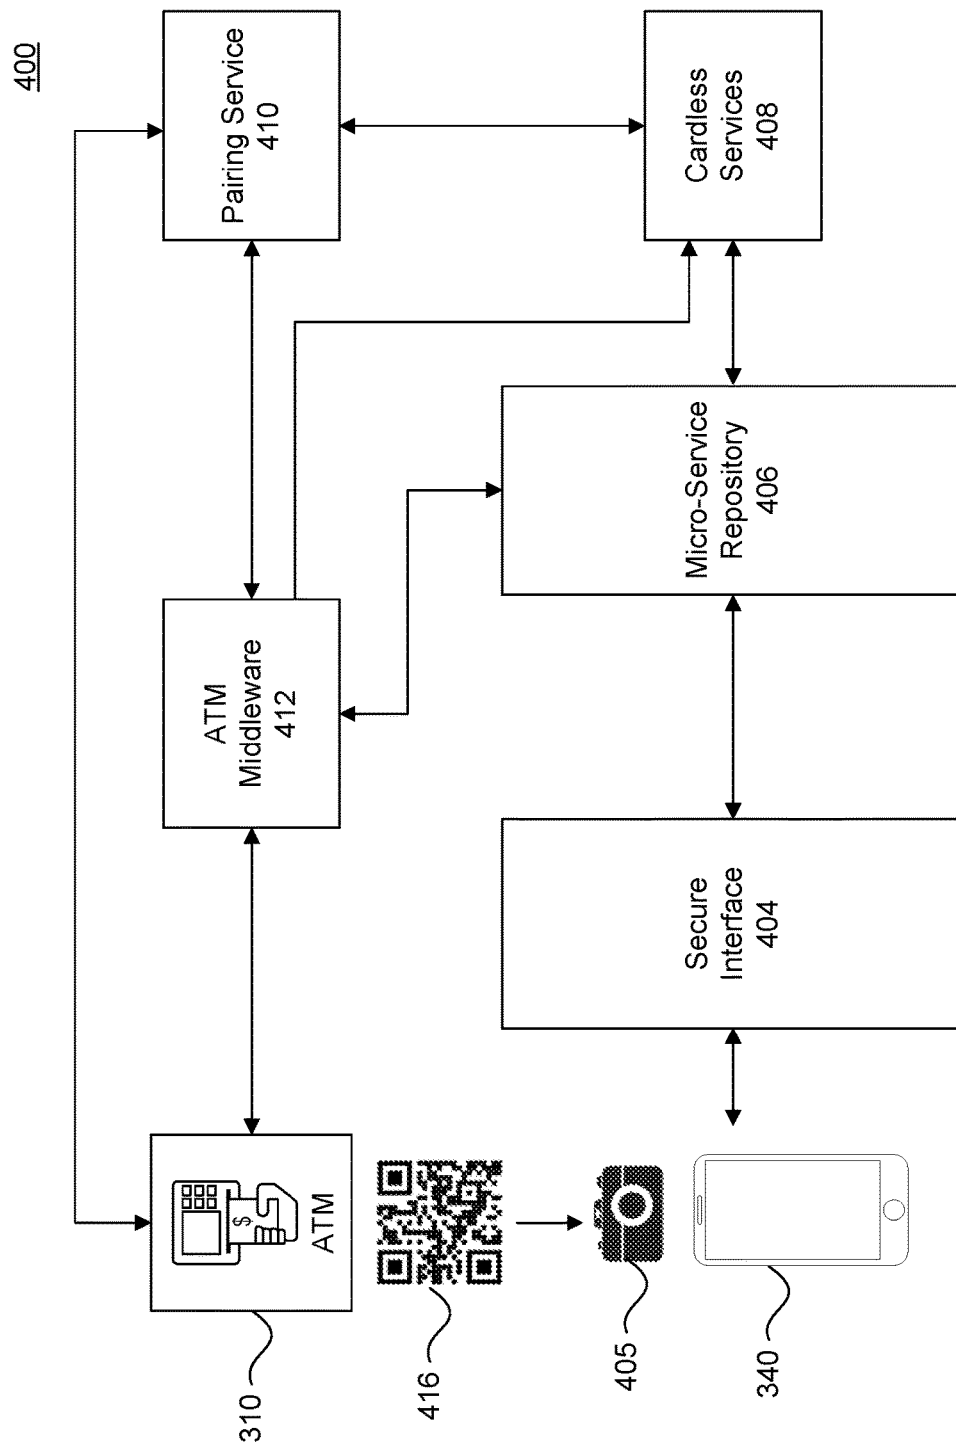 400
310
ATM
$
416
405
340
ATM
Middleware
412
Pairing Service
410
Secure
Interface
404
Micro-Service
Repository
406
Cardless
Services
408